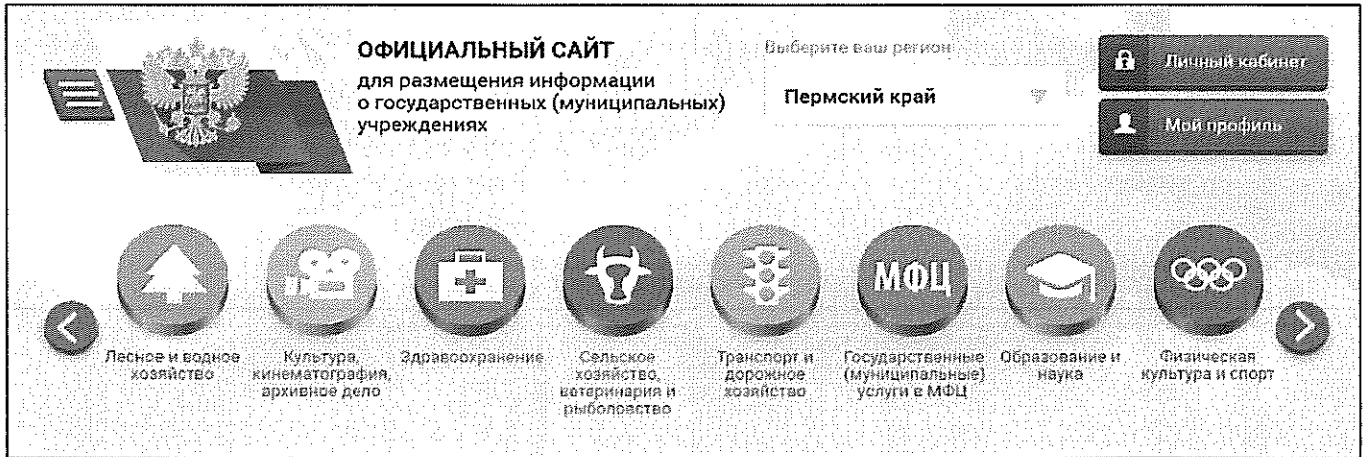 ОФИЦИАЛЬНЫЙ САЙТ
для размещения информации
о государственных (муниципальных)
учреждениях
Выберите ваш регион
Пермский край
Личный кабинет
Мой профиль
МФЦ
Лесное и водное
хозяйство
Культура,
кинематография,
архивное дело
Здравоохранение
Сельское
хозяйство,
ветеринария и
рыболовство
Транспорт и
дорожное
хозяйство
Государственные
(муниципальные)
услуги в МФЦ
Образование и
наука
Физическая
культура и спорт